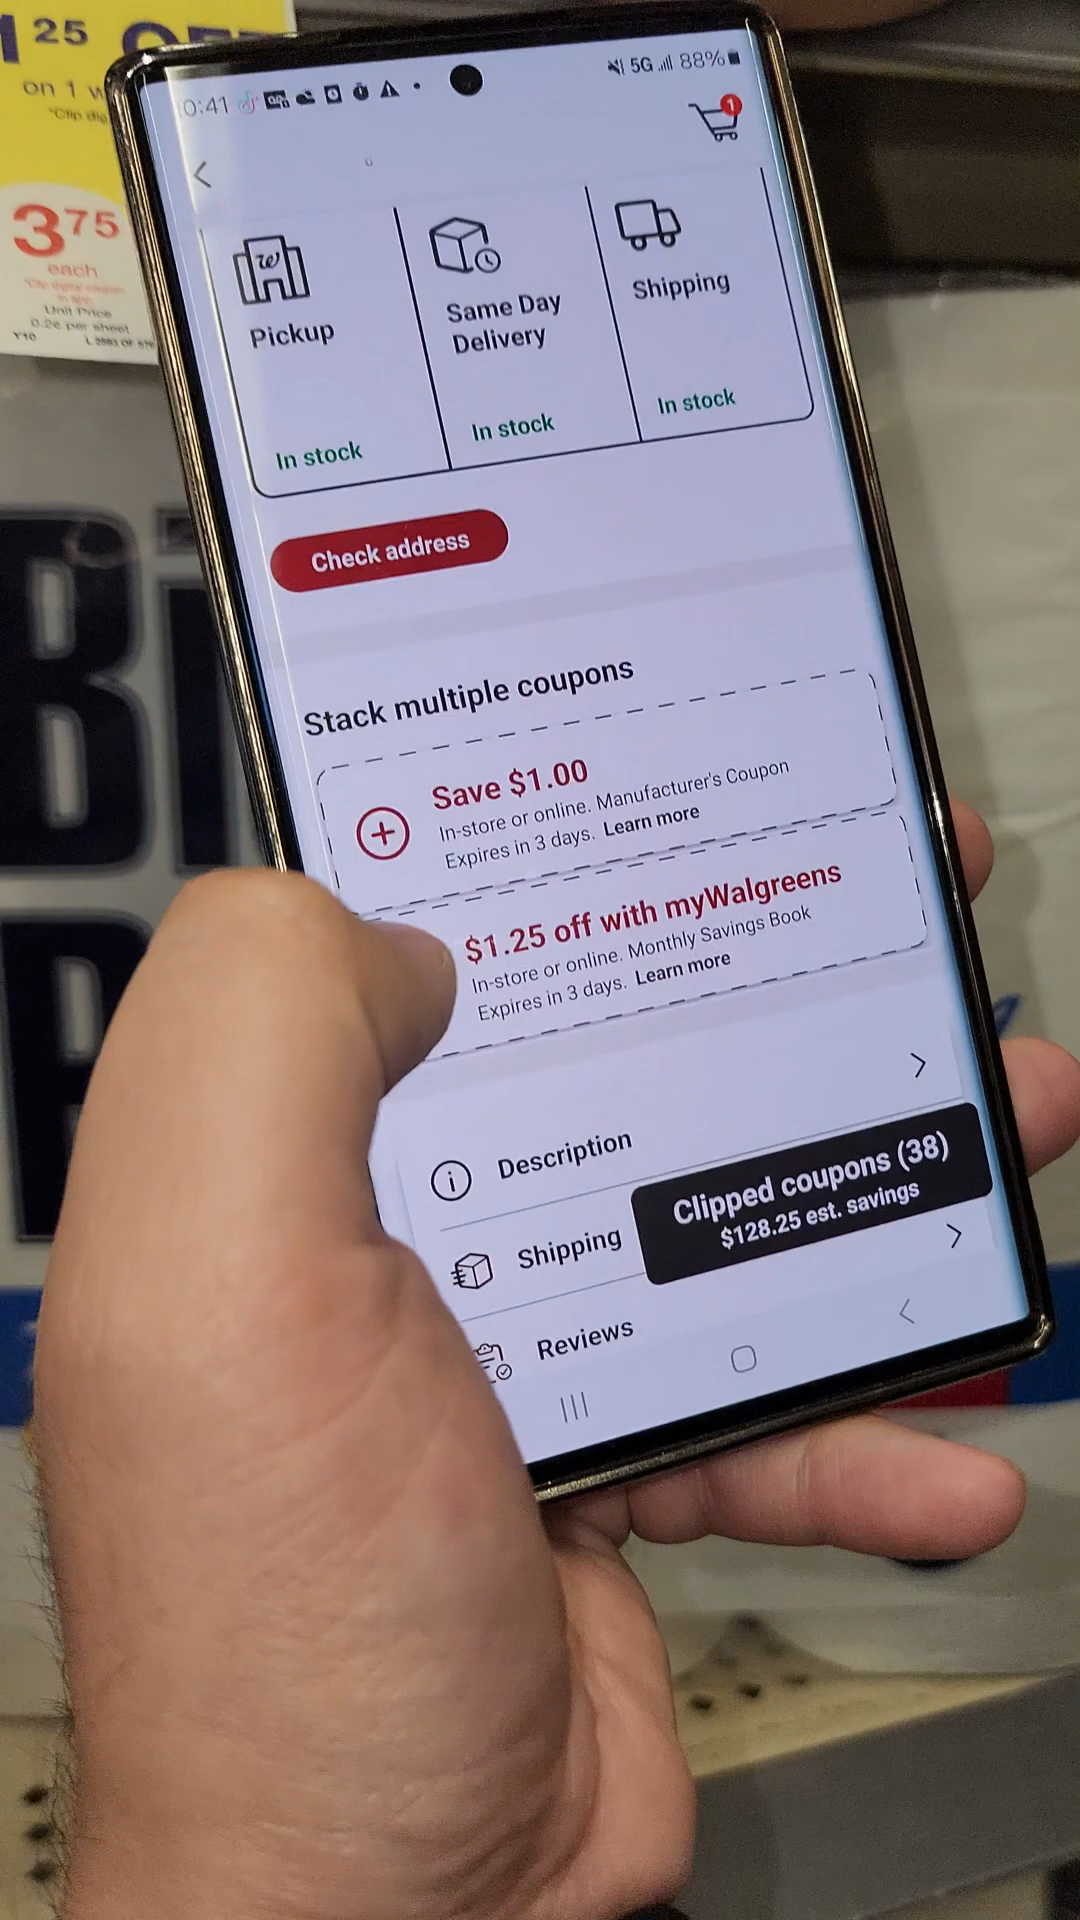 1 25 OFF
on 1 w
*Clip dig
3 75
each
*Clip digital coupon
in app
Unit Price
0.2¢ per sheet
Y10
0:41
5G
88%
1
Pickup
Same Day
Delivery
Shipping
In stock
In stock
In stock
Check address
Stack multiple coupons
Save $1.00
In-store or online. Manufacturer's Coupon
Expires in 3 days. Learn more
$1.25 off with myWalgreens
In-store or online. Monthly Savings Book
Expires in 3 days. Learn more
Description
Clipped coupons (38)
$128.25 est. savings
Shipping
Reviews
Bi